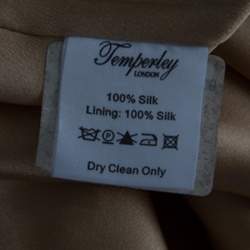 Temperley
LONDON
100% Silk
Lining: 100% Silk
Dry Clean Only